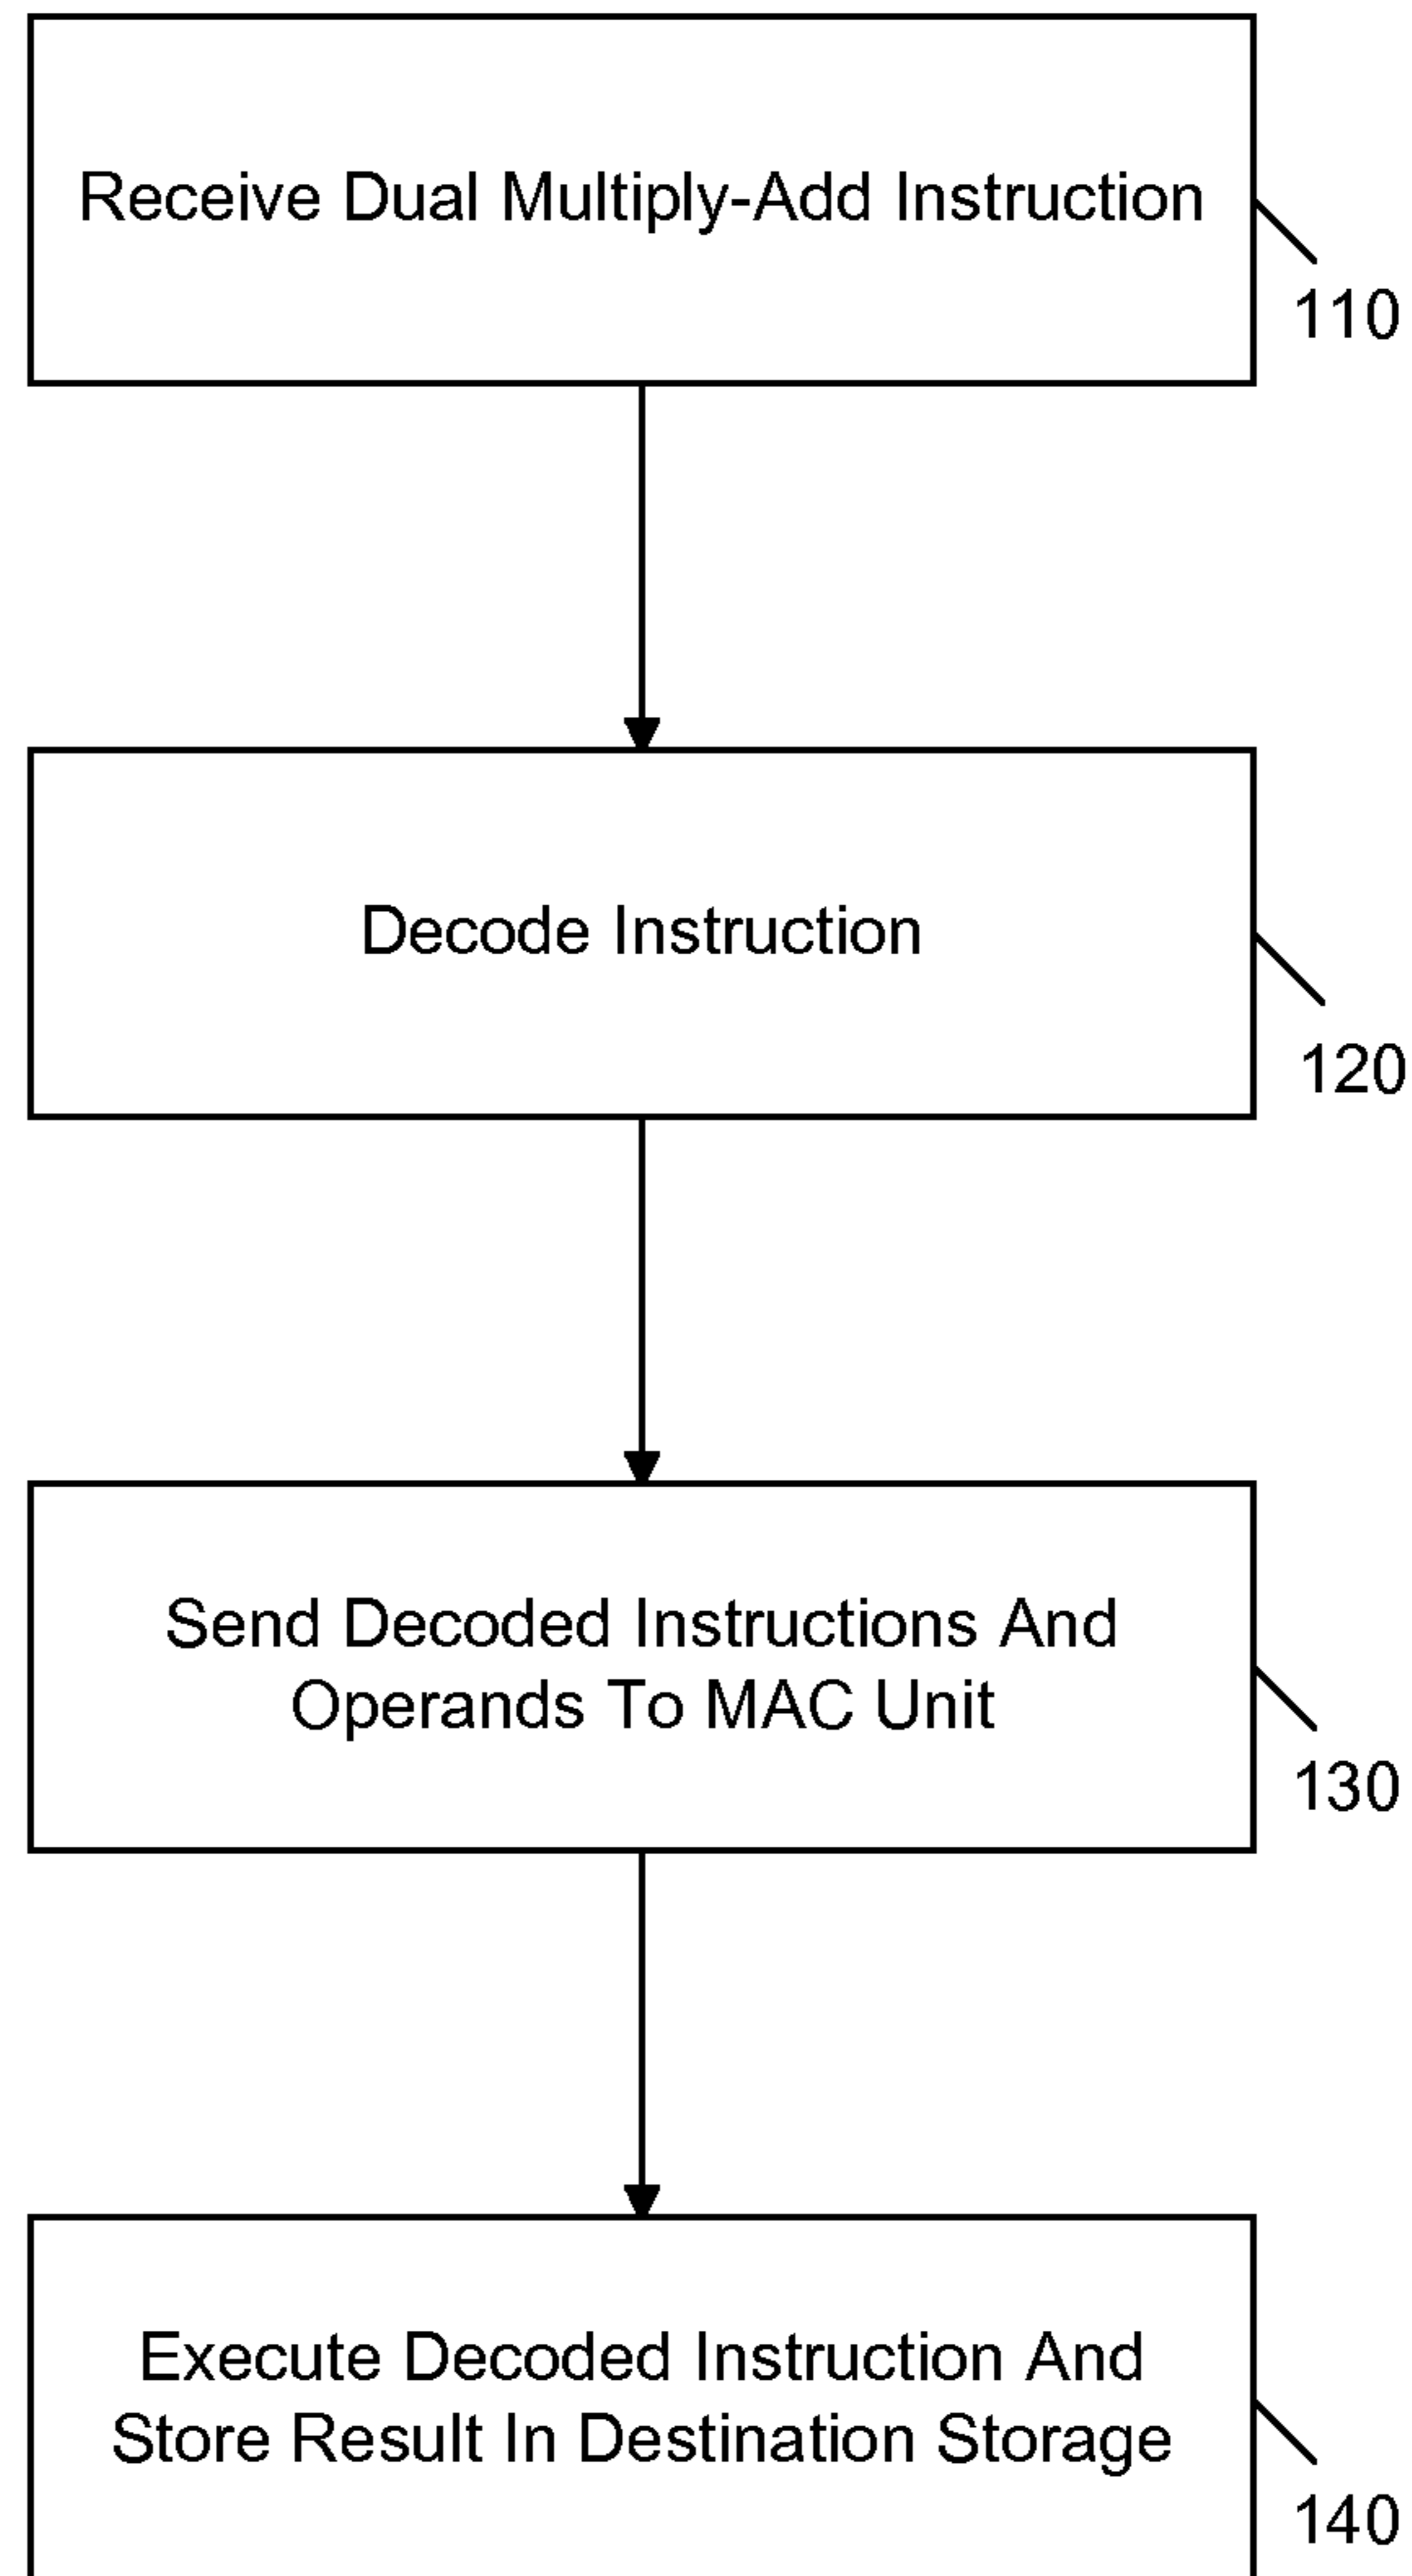 Receive Dual Multiply-Add Instruction
110
Decode Instruction
120
Send Decoded Instructions And
Operands To MAC Unit
130
Execute Decoded Instruction And
Store Result In Destination Storage
140